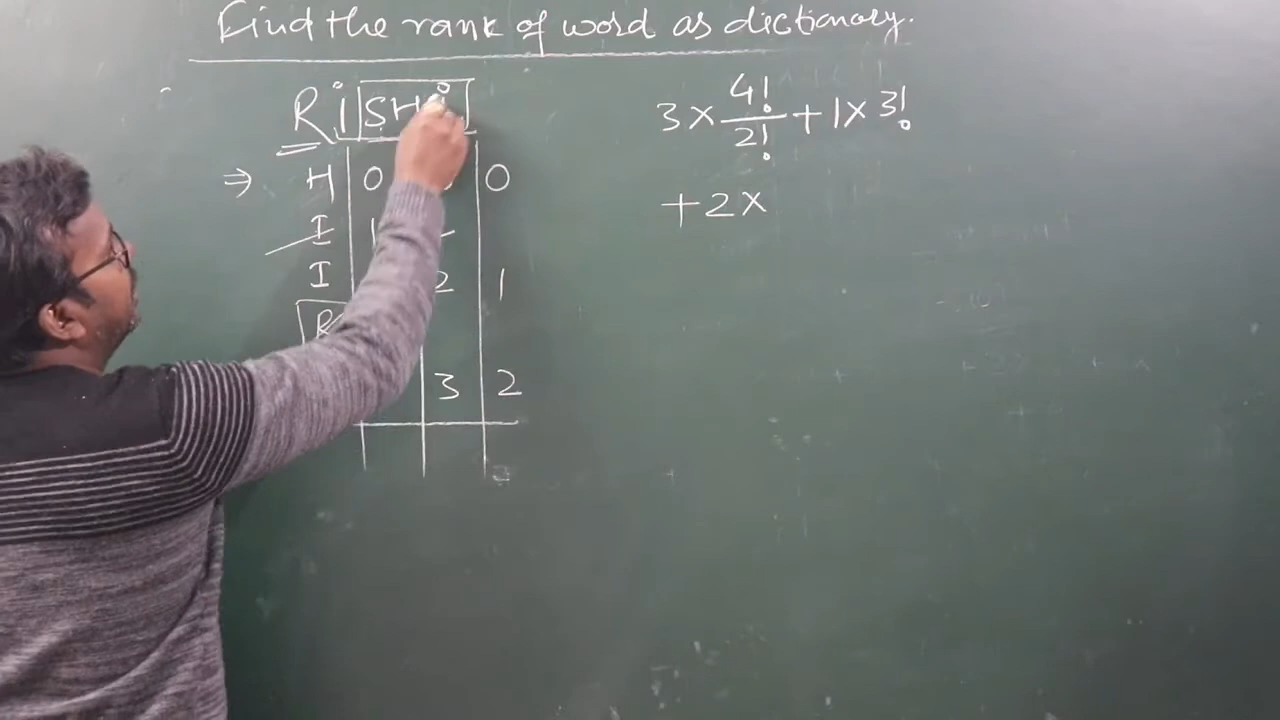 Find the rank of word as dictionary.
RiSHi
3 × 4!/2! + 1 × 3!
⇒ H 0 0
+ 2 ×
I 1
I 2 1
R
3 2